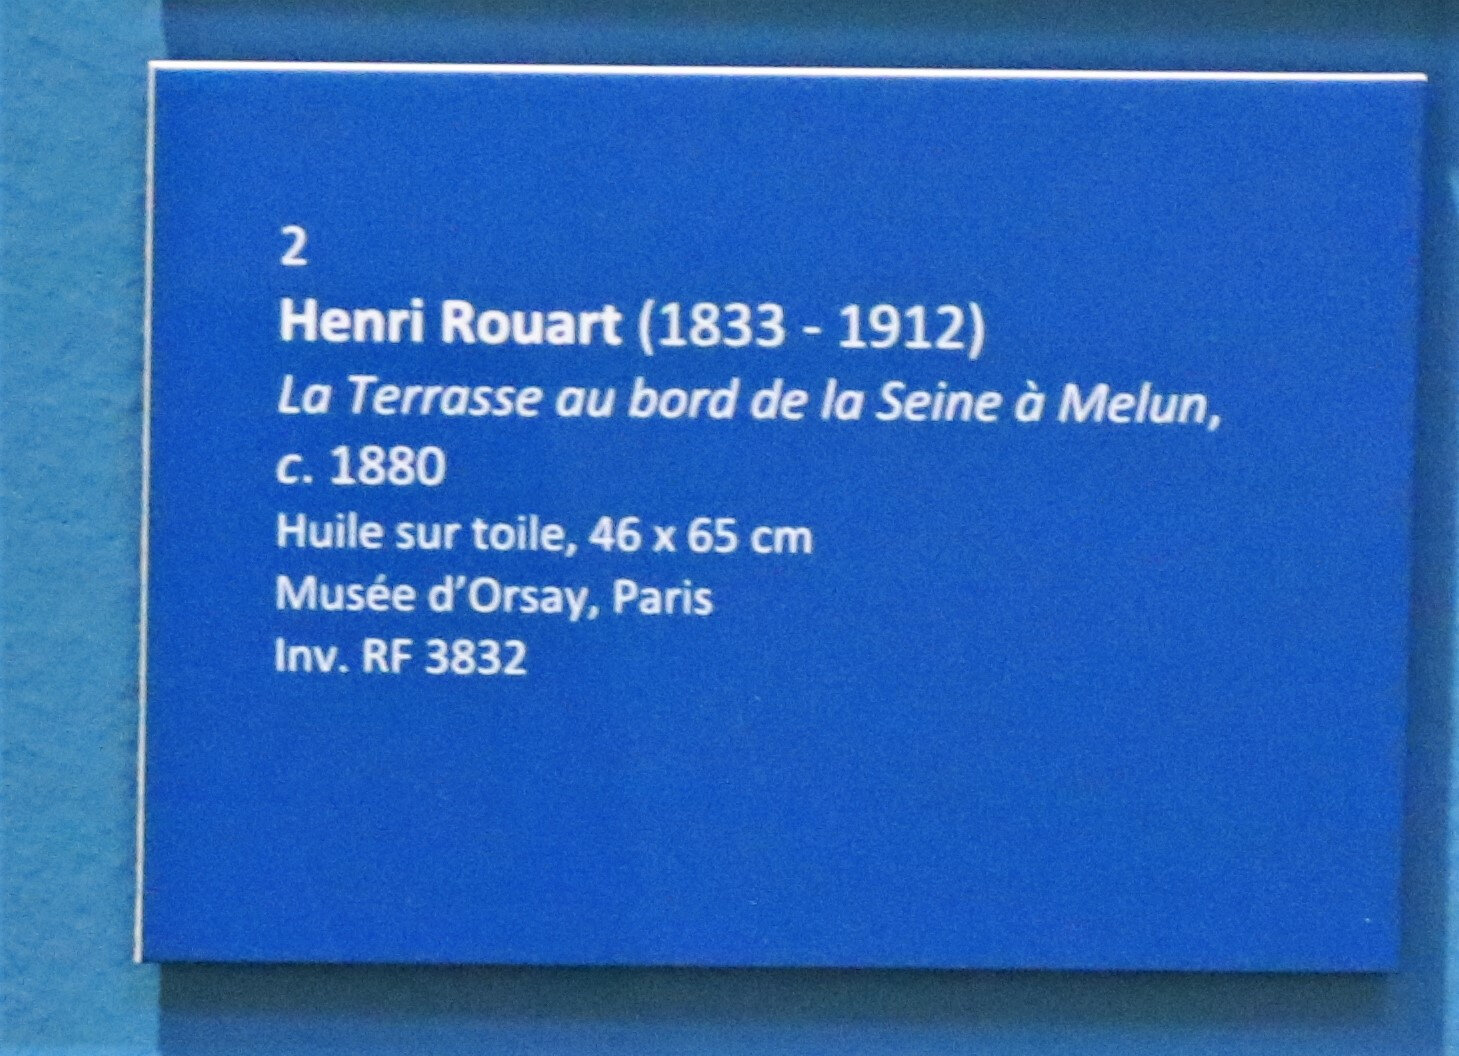 2
Henri Rouart (1833 - 1912)
La Terrasse au bord de la Seine à Melun,
c. 1880
Huile sur toile, 46 x 65 cm
Musée d’Orsay, Paris
Inv. RF 3832